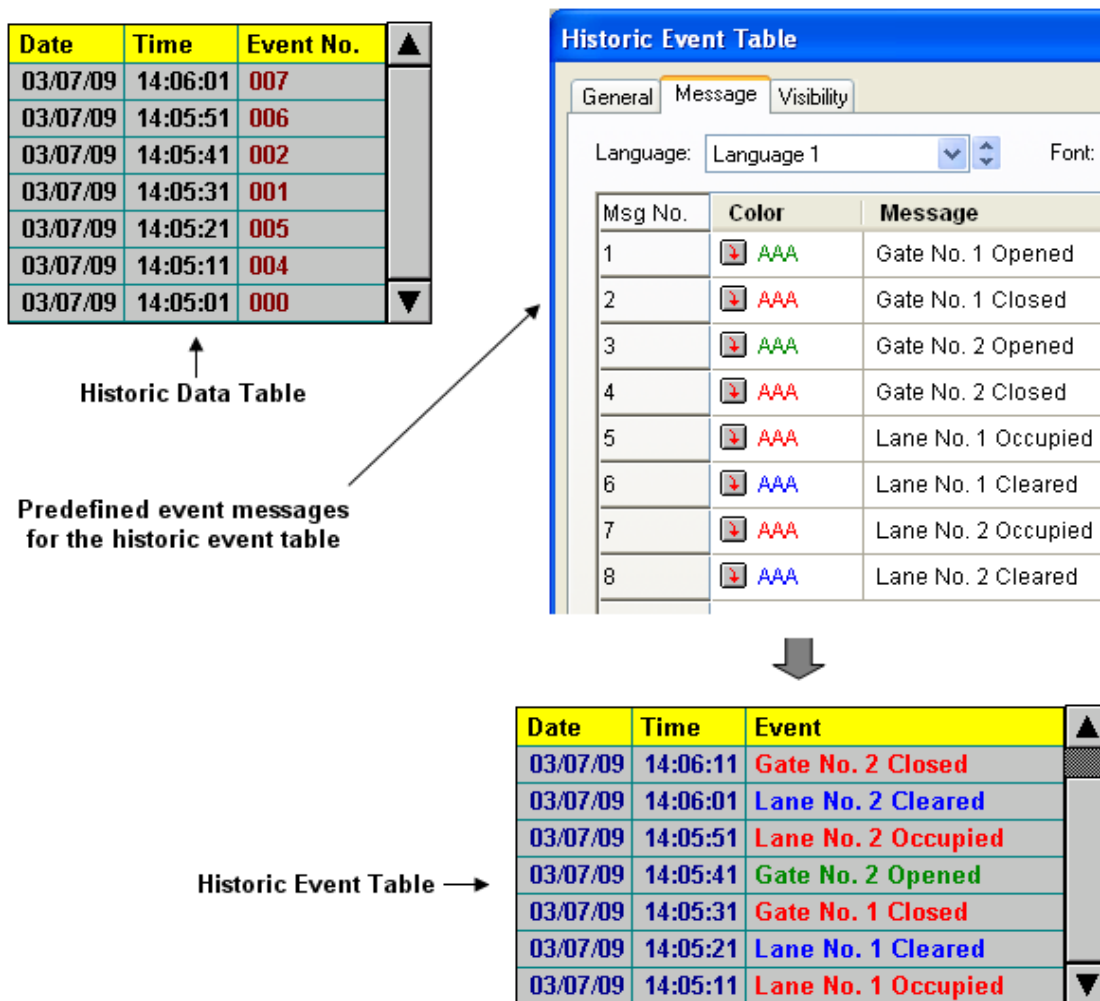 Date Time Event No.
03/07/09 14:06:01 007
03/07/09 14:05:51 006
03/07/09 14:05:41 002
03/07/09 14:05:31 001
03/07/09 14:05:21 005
03/07/09 14:05:11 004
03/07/09 14:05:01 000
Historic Data Table
Predefined event messages
for the historic event table
Historic Event Table
General Message Visibility
Language: Language 1 Font:
Msg No. Color Message
1 AAA Gate No. 1 Opened
2 AAA Gate No. 1 Closed
3 AAA Gate No. 2 Opened
4 AAA Gate No. 2 Closed
5 AAA Lane No. 1 Occupied
6 AAA Lane No. 1 Cleared
7 AAA Lane No. 2 Occupied
8 AAA Lane No. 2 Cleared
Historic Event Table
Date Time Event
03/07/09 14:06:11 Gate No. 2 Closed
03/07/09 14:06:01 Lane No. 2 Cleared
03/07/09 14:05:51 Lane No. 2 Occupied
03/07/09 14:05:41 Gate No. 2 Opened
03/07/09 14:05:31 Gate No. 1 Closed
03/07/09 14:05:21 Lane No. 1 Cleared
03/07/09 14:05:11 Lane No. 1 Occupied